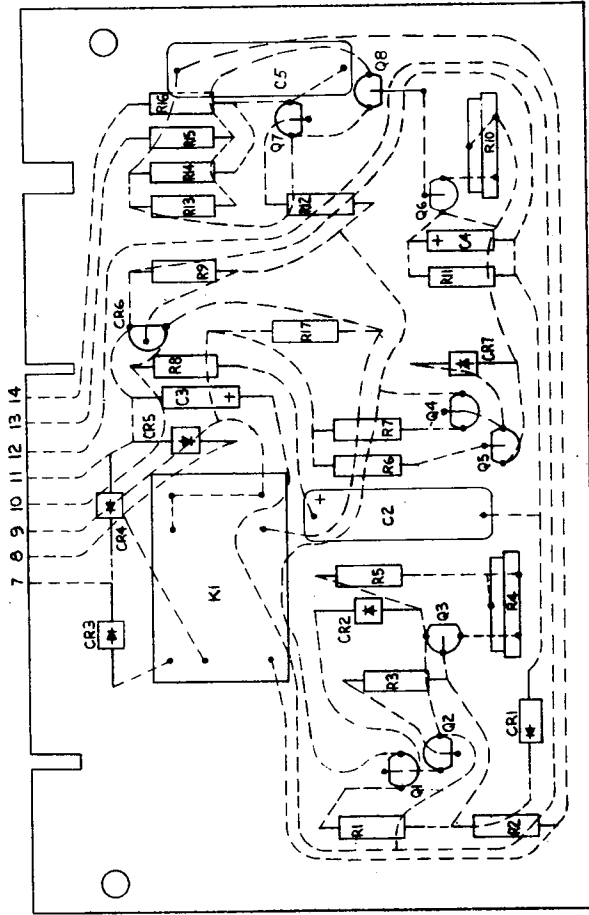 7 8 9 10 11 12 13 14
CR3
CR4
CR5
CR6
C3
+
R8
R9
R13
R14
R15
R16
C5
Q7
Q8
R12
R17
K1
C2
+
R6
R7
Q4
Q5
CR7
R11
C4
+
Q6
R10
R5
CR2
R3
Q3
R4
Q2
Q1
R1
R2
CR1